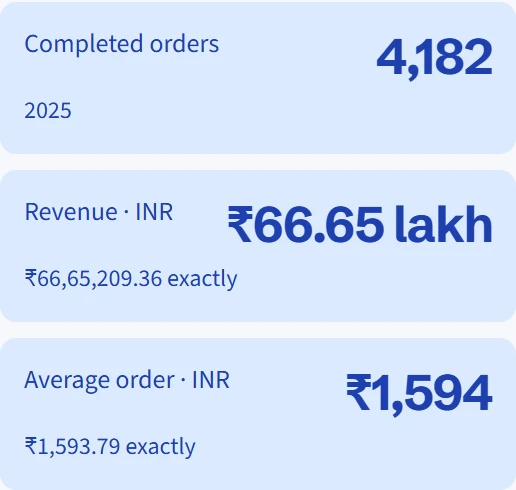 Completed orders
4,182
2025
Revenue · INR
₹66.65 lakh
₹66,65,209.36 exactly
Average order · INR
₹1,594
₹1,593.79 exactly